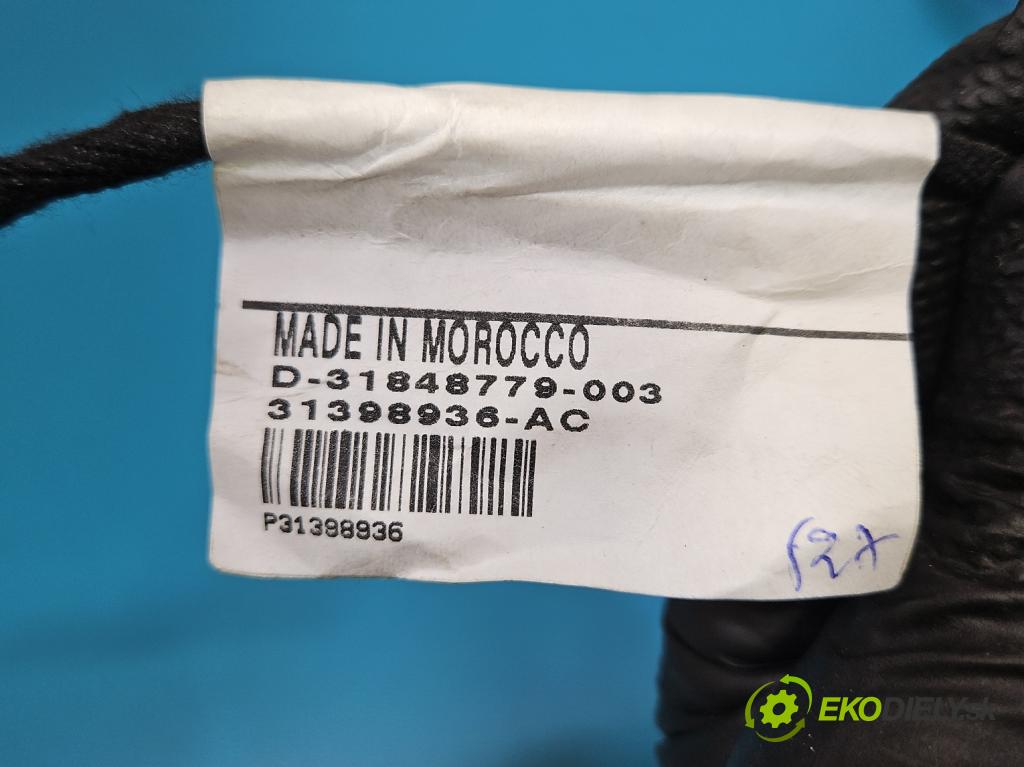 MADE IN MOROCCO
D-31848779-003
31398936-AC
P31398936
EKODIELY.sk